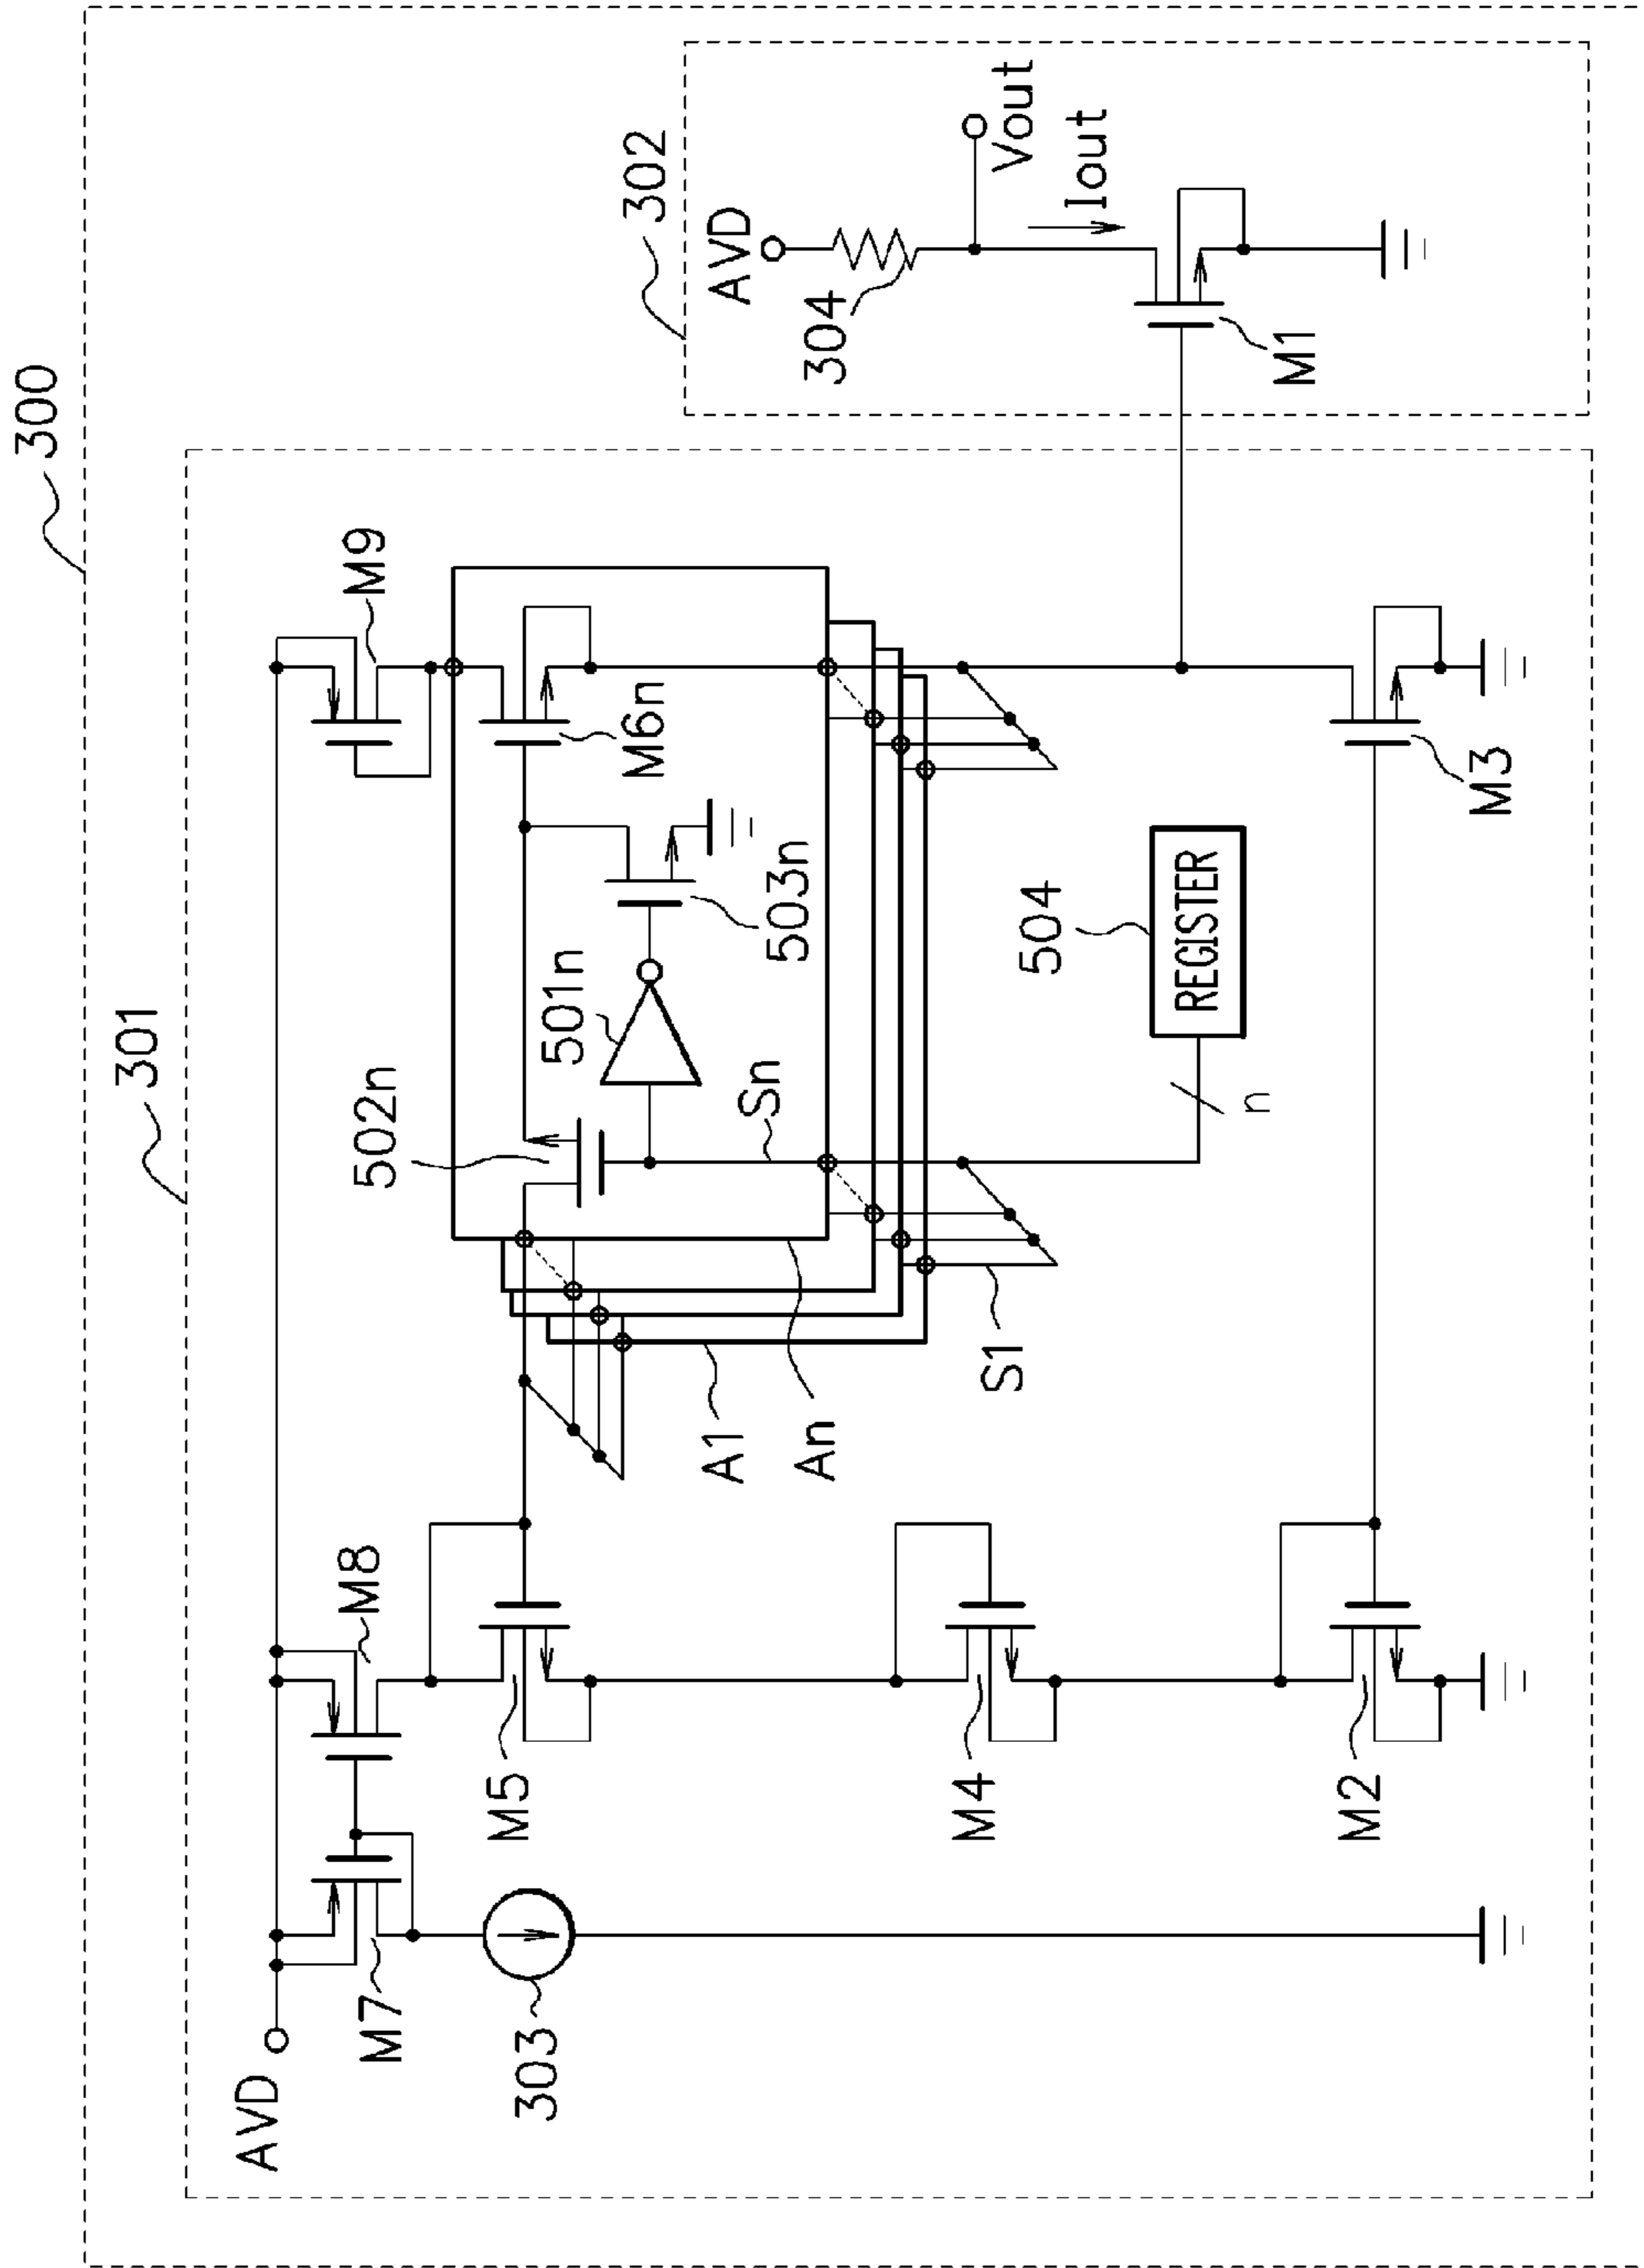 300
301
302
AVD
M7
M8
M9
303
M5
M4
M2
502n
501n
503n
M6n
Sn
A1
An
S1
504
REGISTER
n
M3
AVD
304
Vout
Iout
M1